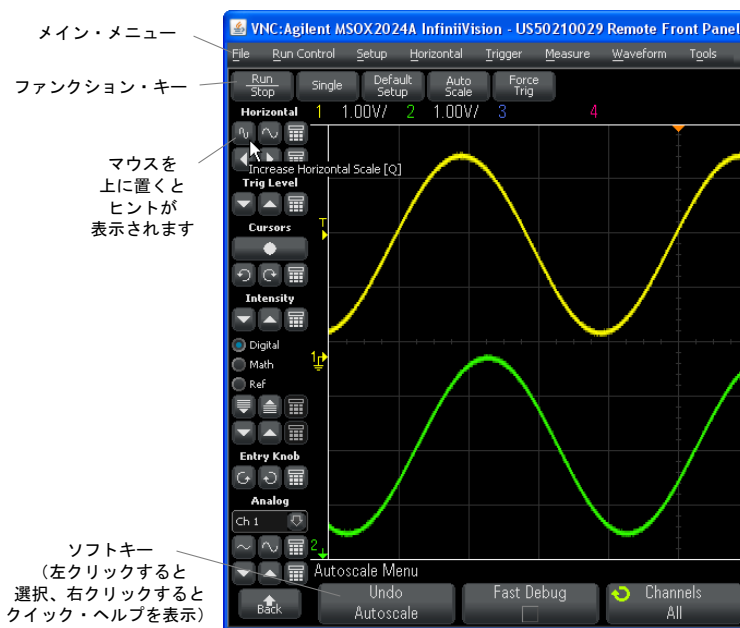 メイン・メニュー
VNC:Agilent MSOX2024A InfiniiVision - US50210029 Remote Front Panel
File Run Control Setup Horizontal Trigger Measure Waveform Tools
ファンクション・キー
Run Stop
Single
Default Setup
Auto Scale
Force Trig
Horizontal
1 1.00V/ 2 1.00V/ 3 4
マウスを
上に置くと
ヒントが
表示されます
Increase Horizontal Scale [Q]
Trig Level
T
Cursors
Intensity
Digital
Math
Ref
1
Entry Knob
Analog
Ch 1
2
ソフトキー
(左クリックすると
選択、右クリックすると
クイック・ヘルプを表示)
Autoscale Menu
Back
Undo Autoscale
Fast Debug
Channels All